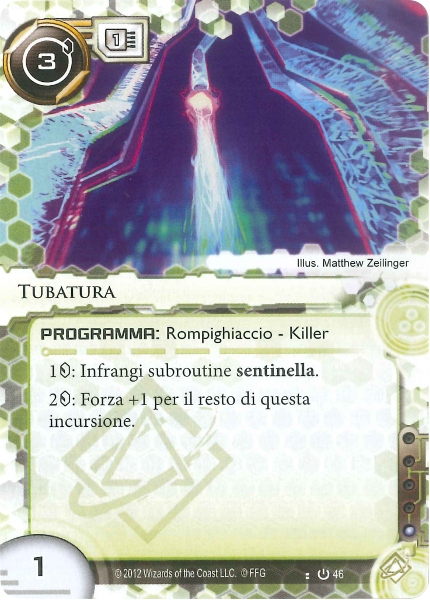 3
1
Illus. Matthew Zeilinger
TUBATURA
PROGRAMMA: Rompighiaccio - Killer
1: Infrangi subroutine sentinella.
2: Forza +1 per il resto di questa
incursione.
1
© 2012 Wizards of the Coast LLC. © FFG
46